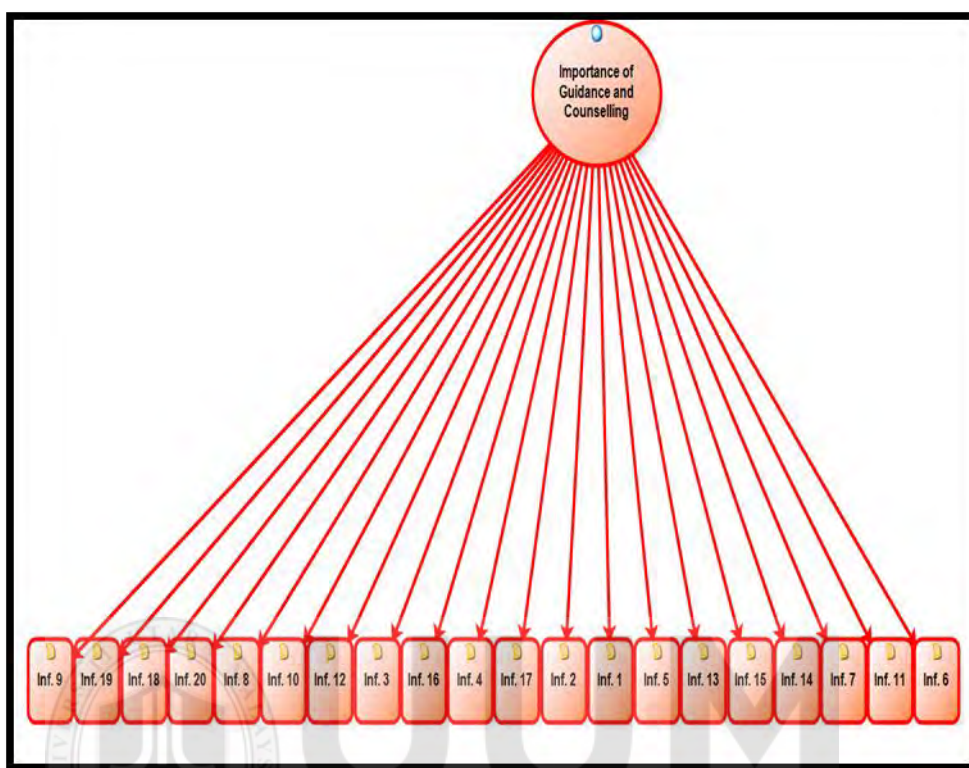 Importance of
Guidance and
Counselling
Inf. 9 Inf. 19 Inf. 18 Inf. 20 Inf. 8 Inf. 10 Inf. 12 Inf. 3 Inf. 16 Inf. 4 Inf. 17 Inf. 2 Inf. 1 Inf. 5 Inf. 13 Inf. 15 Inf. 14 Inf. 7 Inf. 11 Inf. 6
UUM